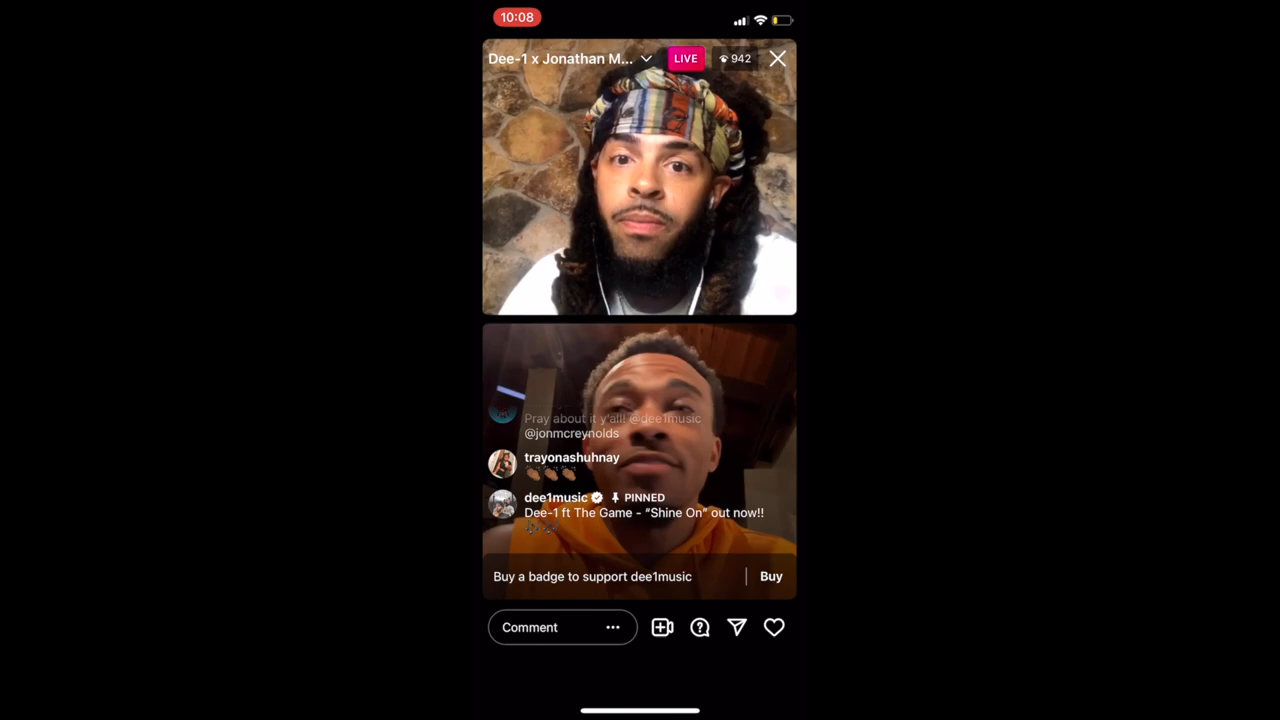 10:08
Dee-1 x Jonathan M...
LIVE
942
Pray about it y'all! @dee1music
@jonmcreynolds
trayonashuhnay
dee1music PINNED
Dee-1 ft The Game - “Shine On” out now!!
Buy a badge to support dee1music
Buy
Comment